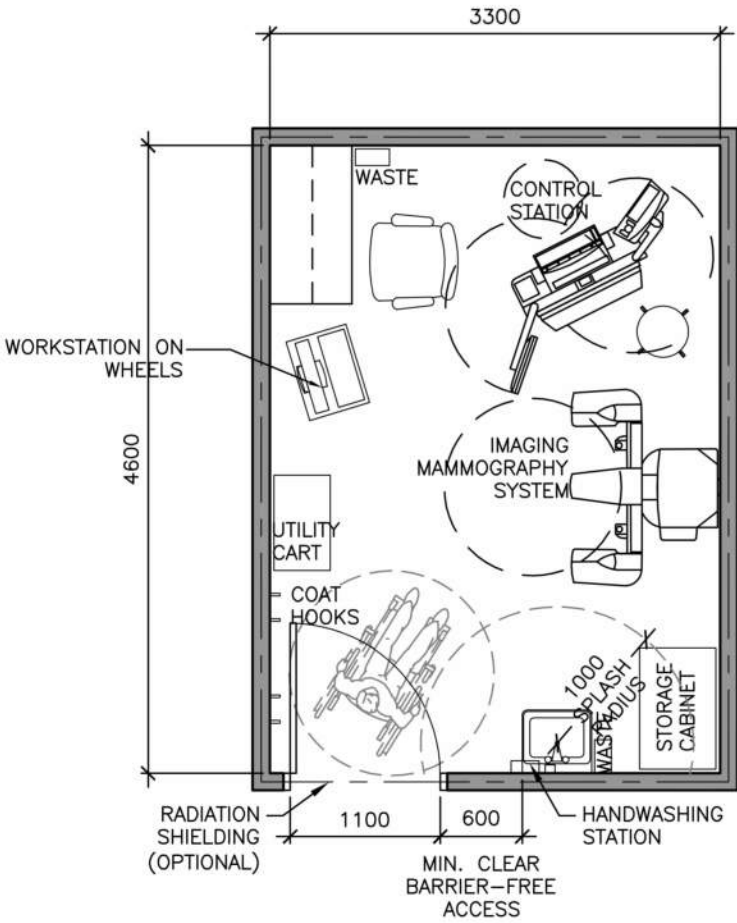 3300
WASTE
CONTROL
STATION
WORKSTATION ON
WHEELS
4600
IMAGING
MAMMOGRAPHY
SYSTEM
UTILITY
CART
COAT
HOOKS
1000
SPLASH
RADIUS
WASTE
STORAGE
CABINET
RADIATION
SHIELDING
(OPTIONAL)
1100
600
HANDWASHING
STATION
MIN. CLEAR
BARRIER-FREE
ACCESS